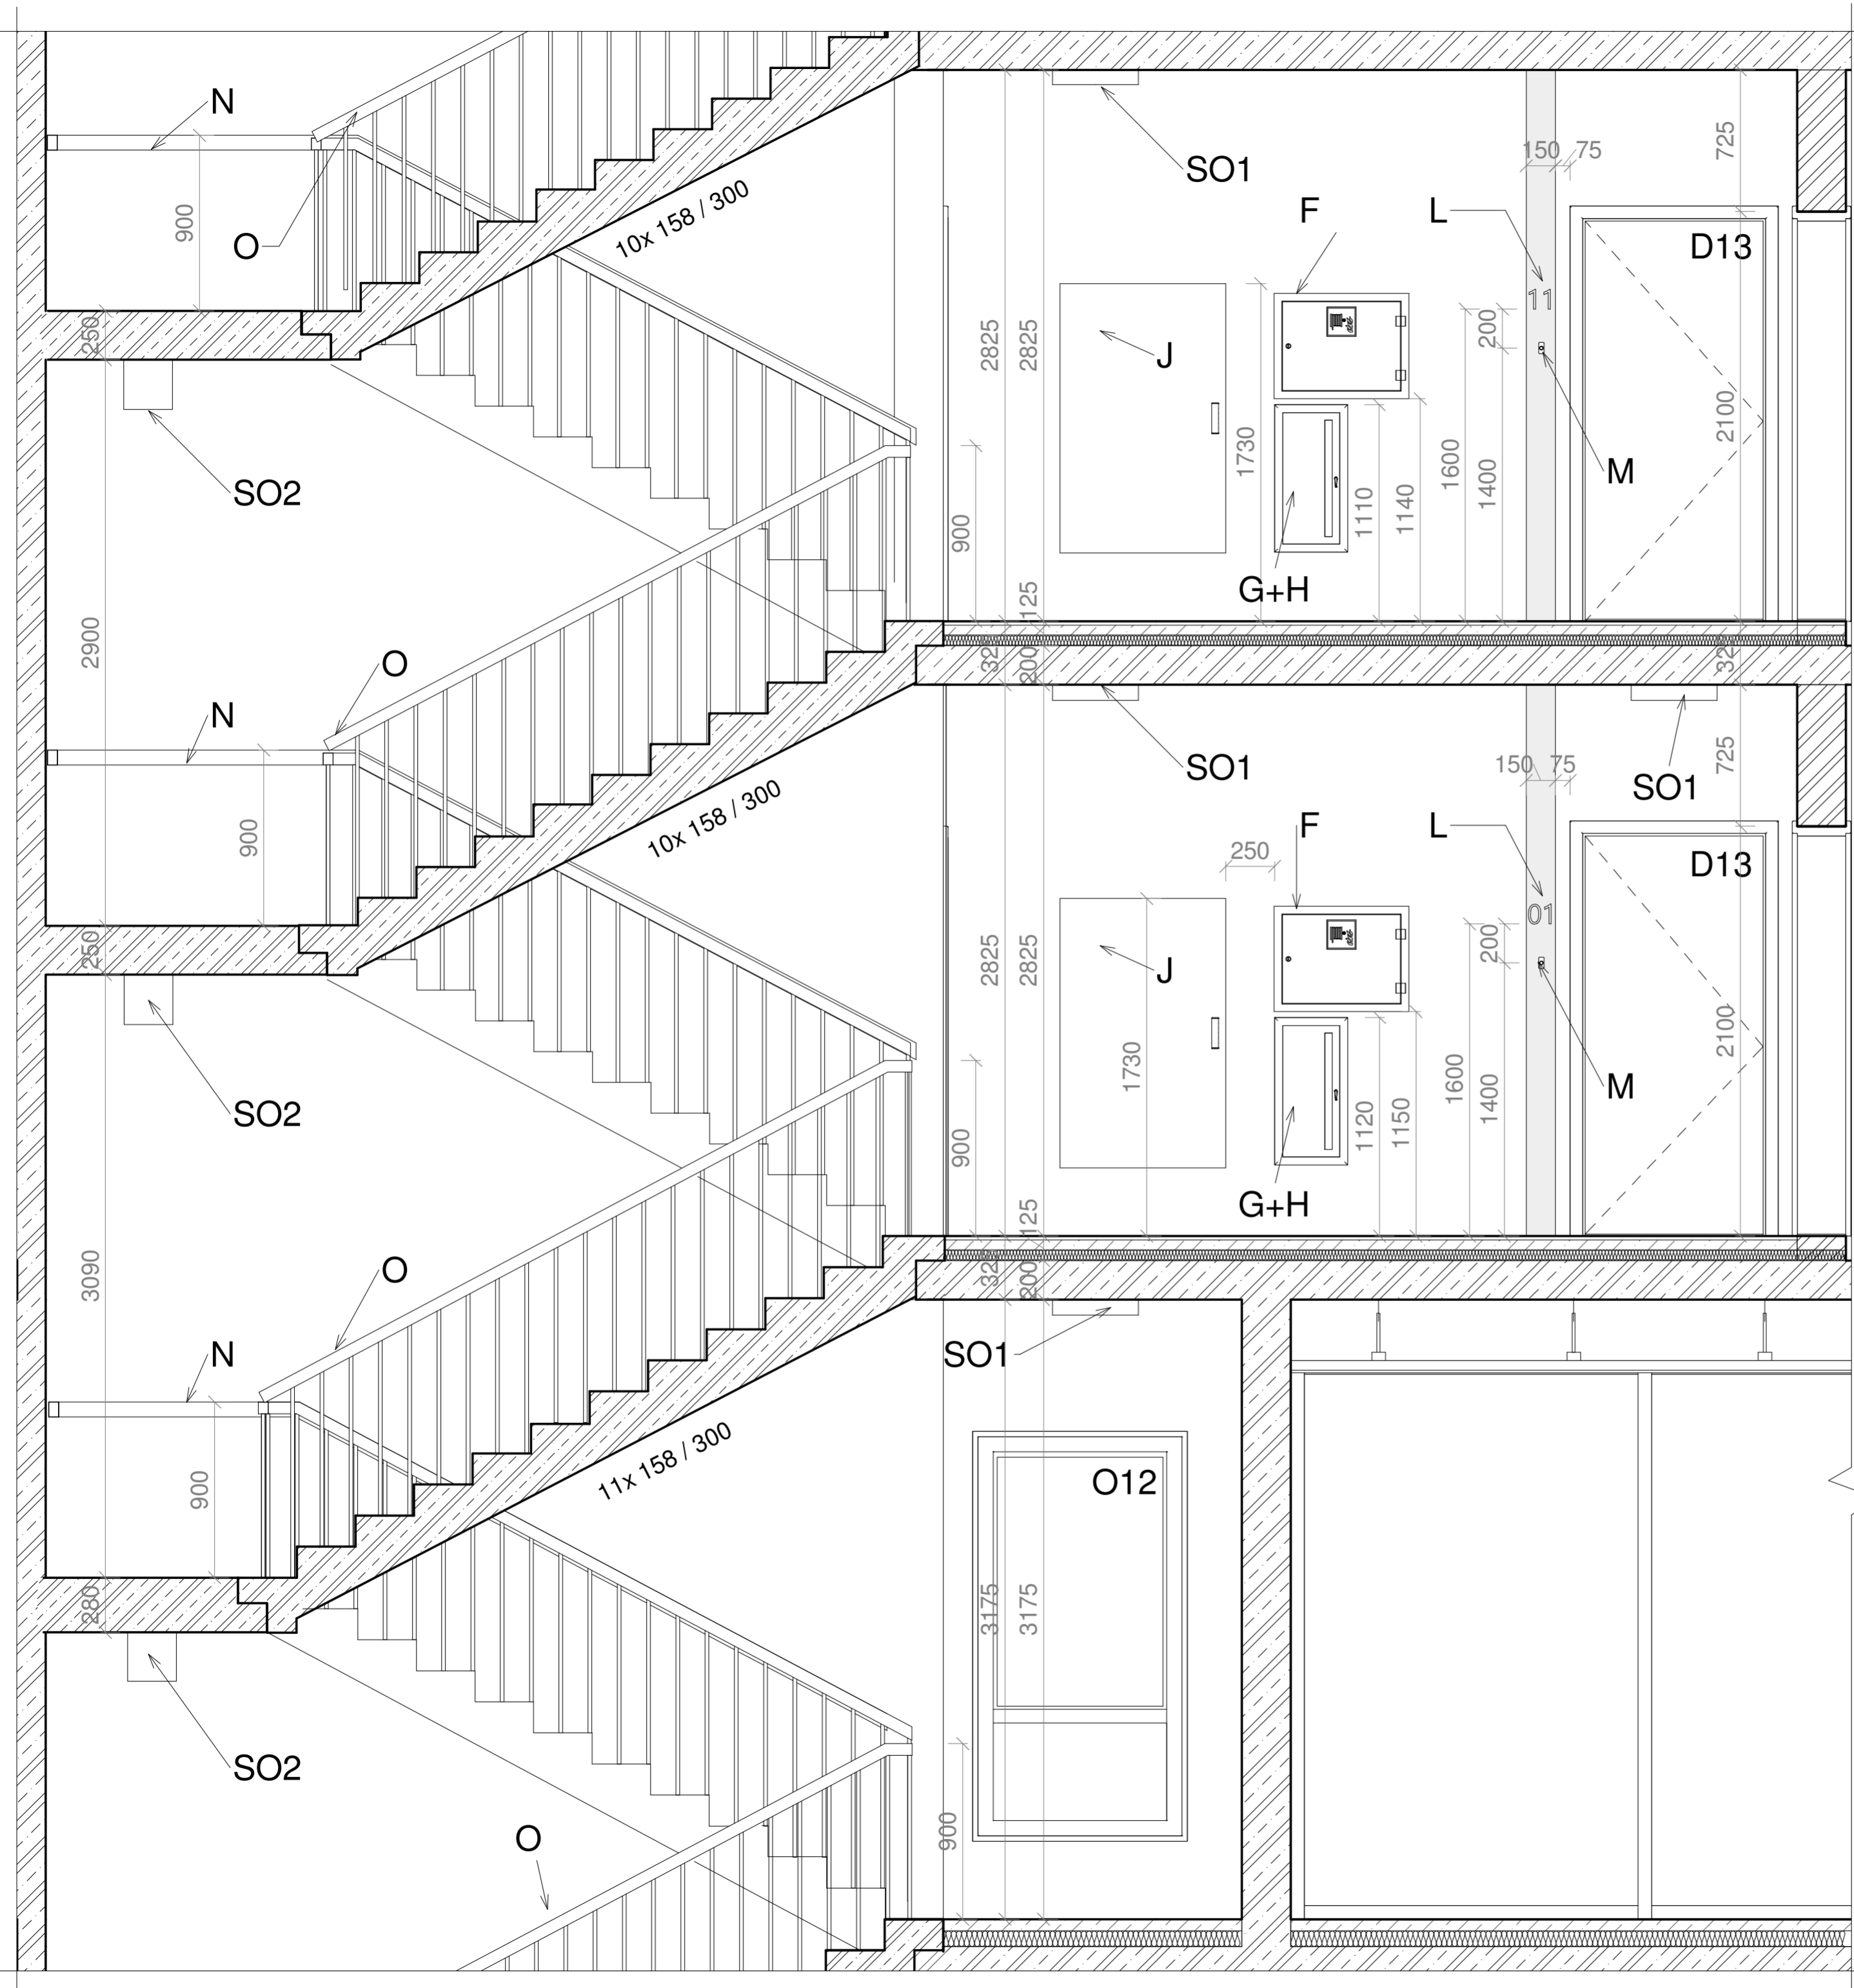 N
SO1
150 75
725
900
10x 158 / 300
F
L
D13
O
11
250
2825
2825
200
J
2100
SO2
1730
1600
1400
M
900
1110
1140
G+H
125
2900
O
325
200
325
N
SO1
SO1
150 75
725
10x 158 / 300
F
L
D13
900
250
01
250
2825
2825
200
J
2100
SO2
1730
1600
1400
M
900
1120
1150
G+H
125
3090
O
325
200
N
SO1
11x 158 / 300
O12
900
280
3175
3175
SO2
O
900